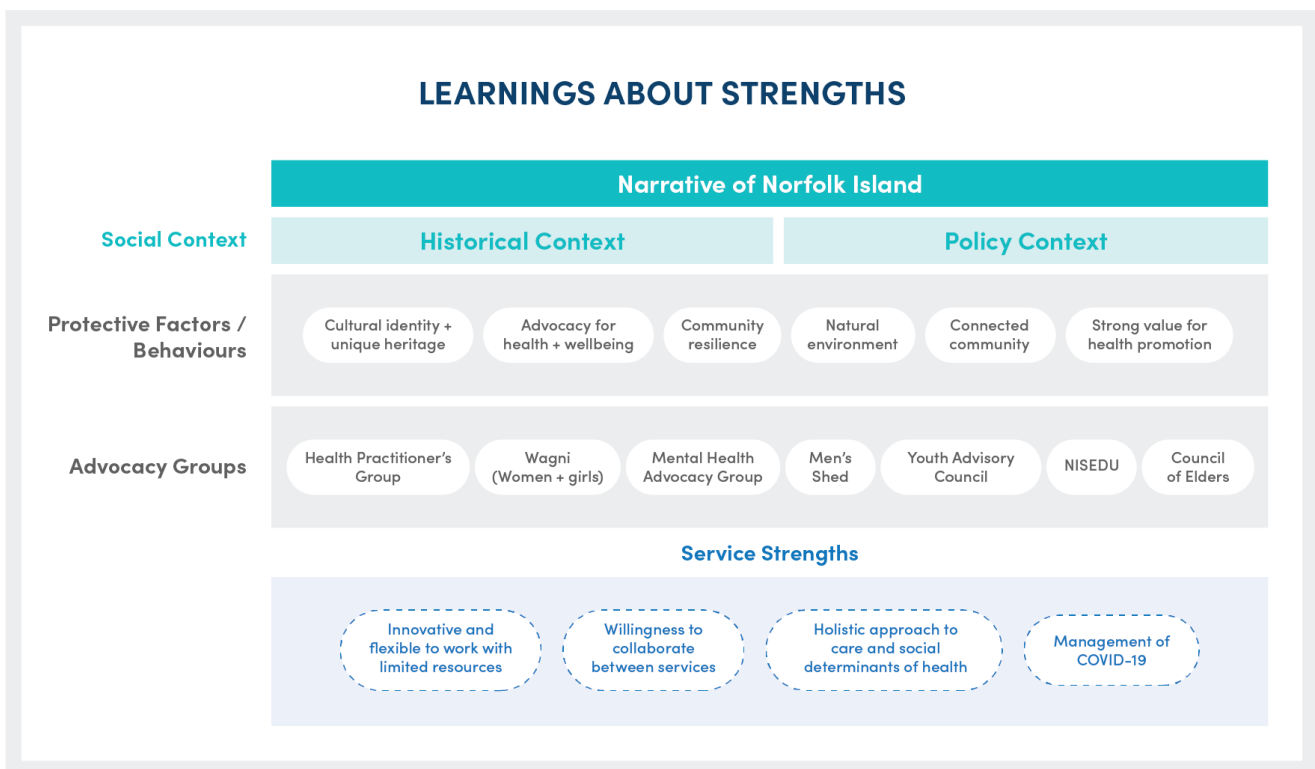 LEARNINGS ABOUT STRENGTHS
Narrative of Norfolk Island
Social Context
Historical Context
Policy Context
Protective Factors /
Behaviours
Cultural identity +
unique heritage
Advocacy for
health + wellbeing
Community
resilience
Natural
environment
Connected
community
Strong value for
health promotion
Advocacy Groups
Health Practitioner’s
Group
Wagni
(Women + girls)
Mental Health
Advocacy Group
Men’s
Shed
Youth Advisory
Council
NISEDU
Council
of Elders
Service Strengths
Innovative and
flexible to work with
limited resources
Willingness to
collaborate
between services
Holistic approach to
care and social
determinants of health
Management of
COVID-19